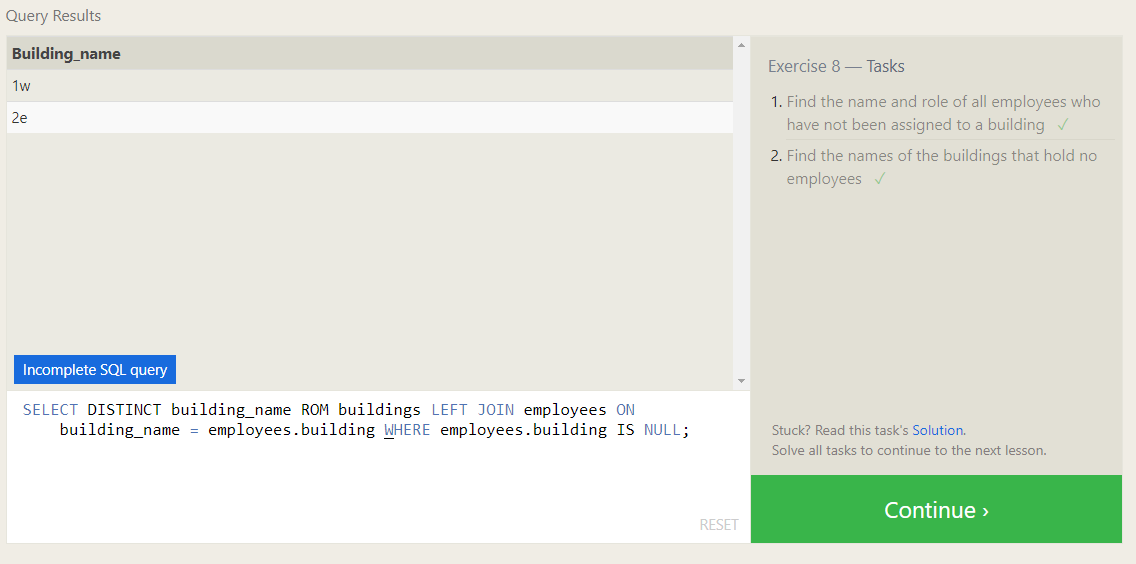 Query Results
Building_name
1w
2e
Incomplete SQL query
SELECT DISTINCT building_name ROM buildings LEFT JOIN employees ON
building_name = employees.building WHERE employees.building IS NULL;
RESET
Exercise 8 — Tasks
1. Find the name and role of all employees who
have not been assigned to a building ✓
2. Find the names of the buildings that hold no
employees ✓
Stuck? Read this task's Solution.
Solve all tasks to continue to the next lesson.
Continue ›